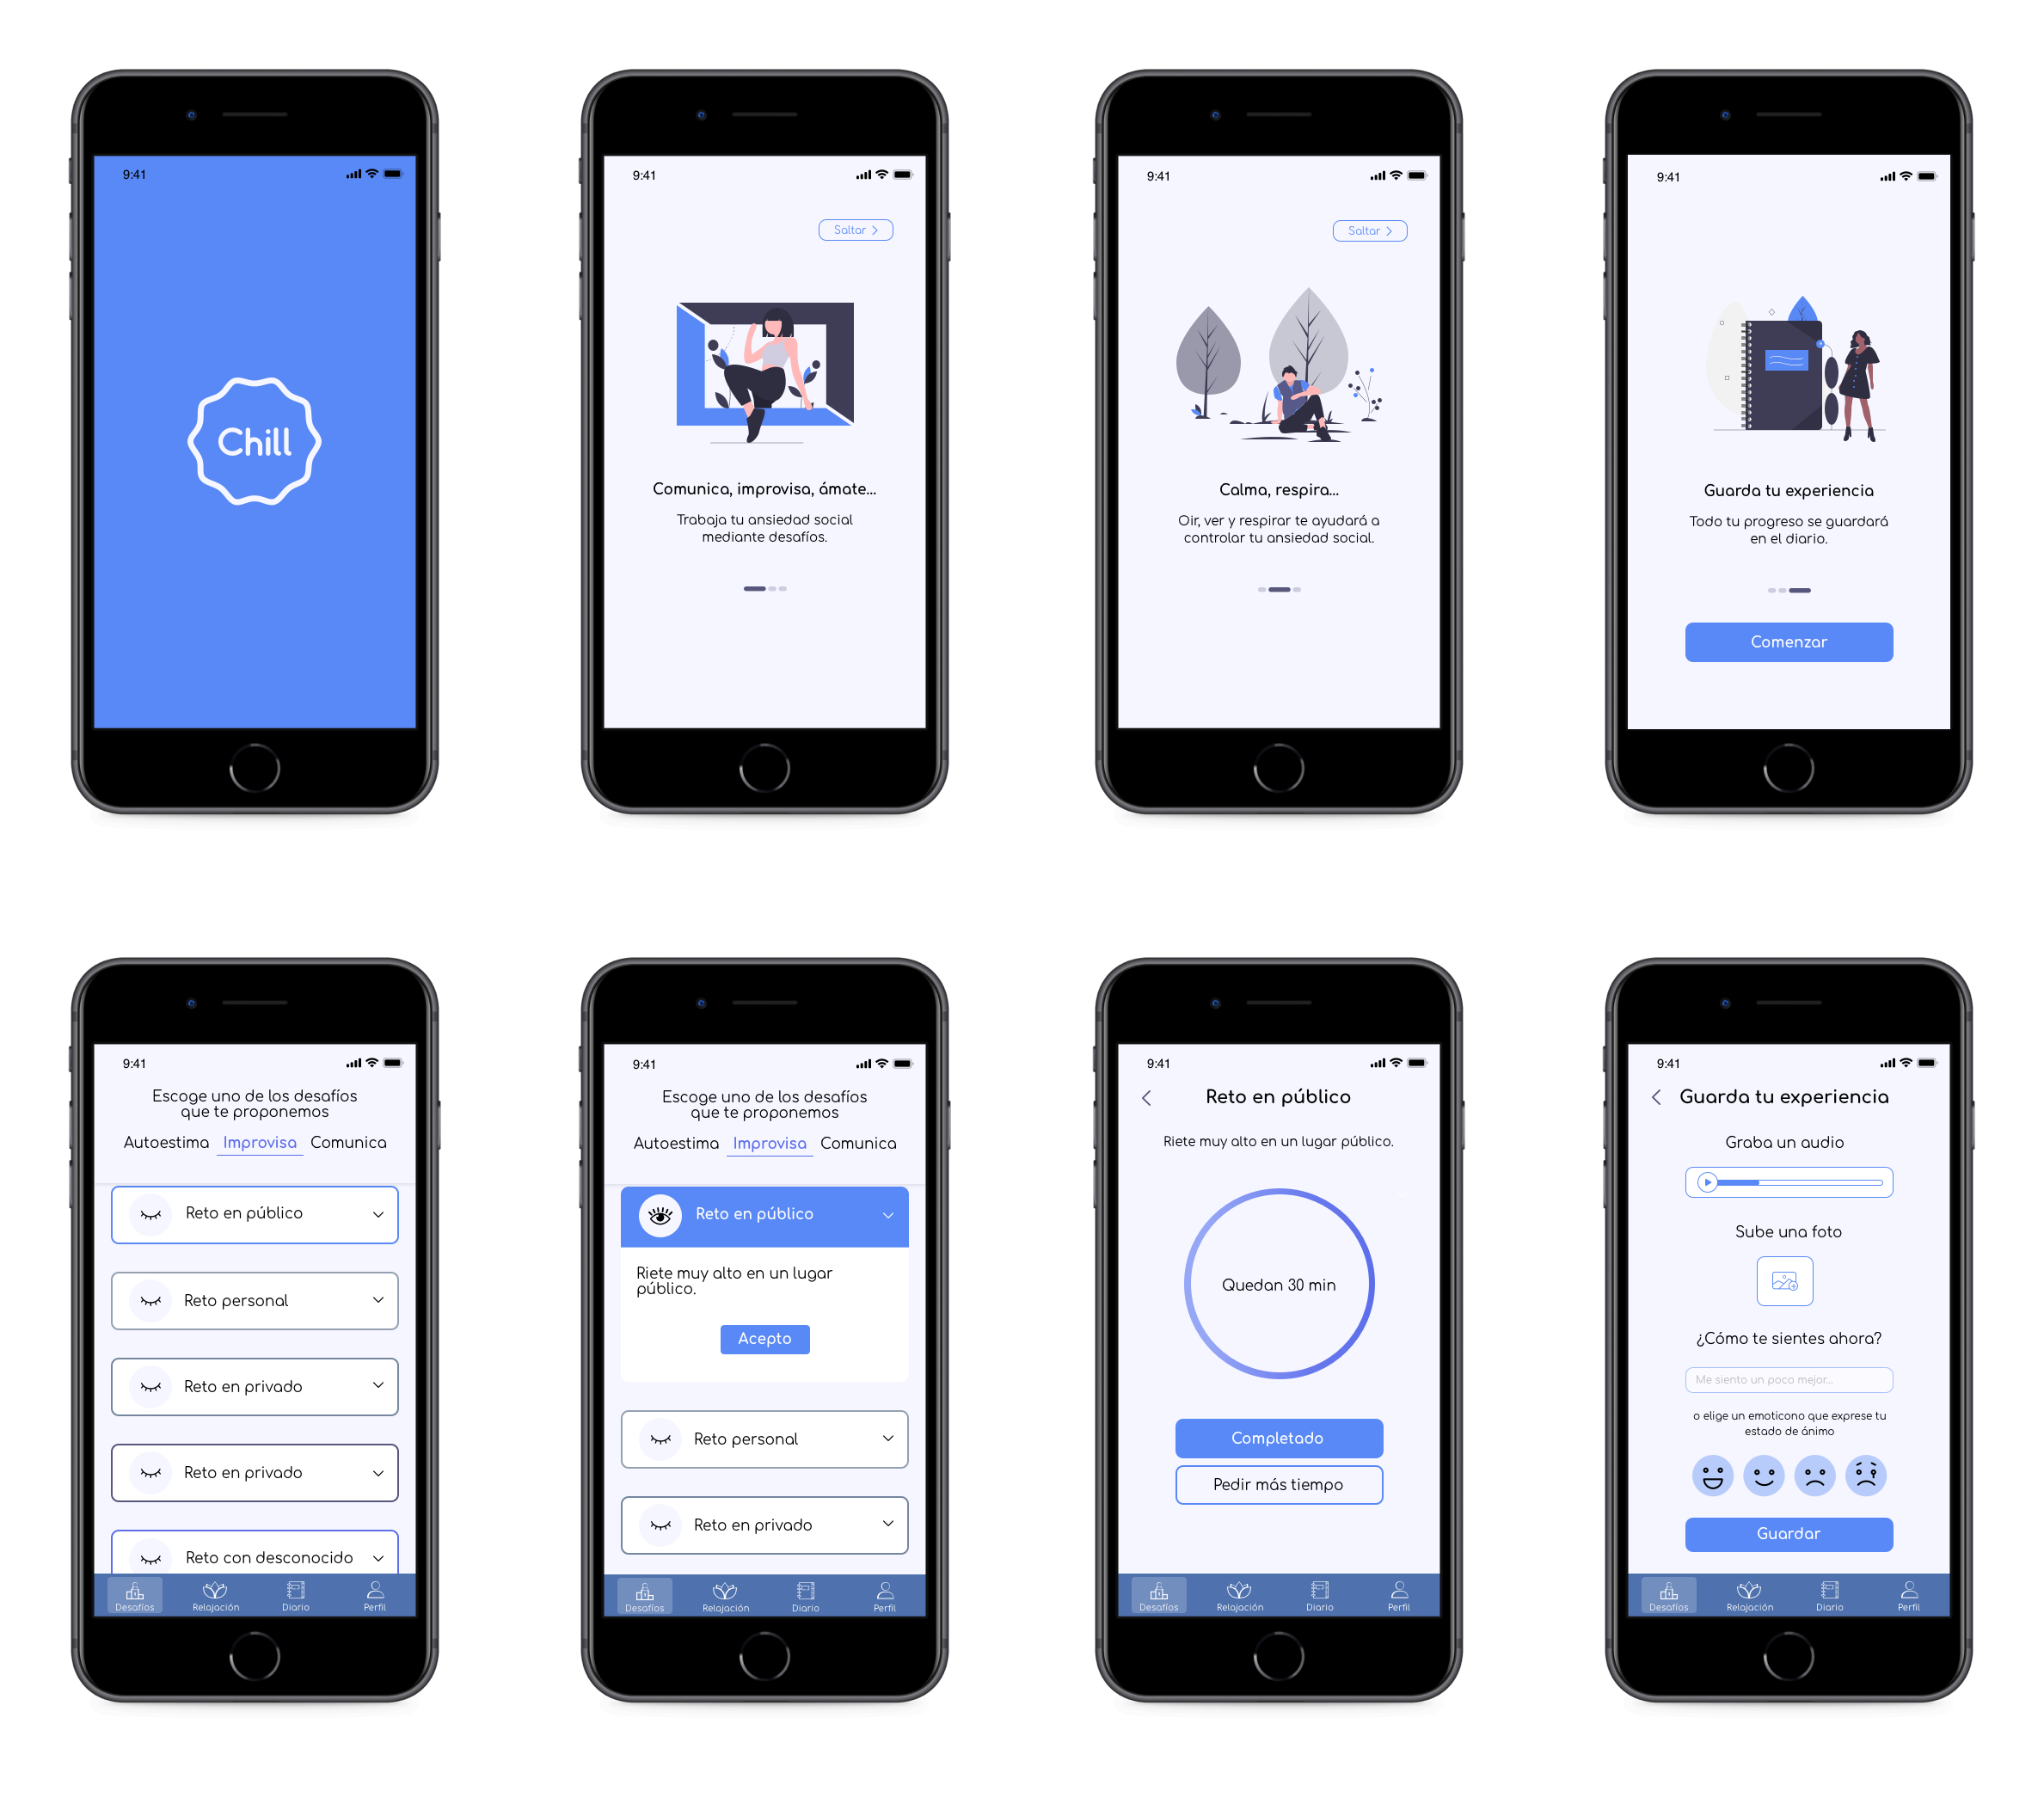 9:41
Chill
9:41
Saltar
Comunica, improvisa, ámate...
Trabaja tu ansiedad social
mediante desafíos.
9:41
Saltar
Calma, respira...
Oir, ver y respirar te ayudará a
controlar tu ansiedad social.
9:41
Guarda tu experiencia
Todo tu progreso se guardará
en el diario.
Comenzar
9:41
Escoge uno de los desafíos
que te proponemos
Autoestima Improvisa Comunica
Reto en público
Reto personal
Reto en privado
Reto en privado
Reto con desconocido
Desafíos Relajación Diario Perfil
9:41
Escoge uno de los desafíos
que te proponemos
Autoestima Improvisa Comunica
Reto en público
Riete muy alto en un lugar
público.
Acepto
Reto personal
Reto en privado
Desafíos Relajación Diario Perfil
9:41
Reto en público
Riete muy alto en un lugar público.
Quedan 30 min
Completado
Pedir más tiempo
Desafíos Relajación Diario Perfil
9:41
Guarda tu experiencia
Graba un audio
Sube una foto
¿Cómo te sientes ahora?
Me siento un poco mejor...
o elige un emoticono que exprese tu
estado de ánimo
Guardar
Desafíos Relajación Diario Perfil